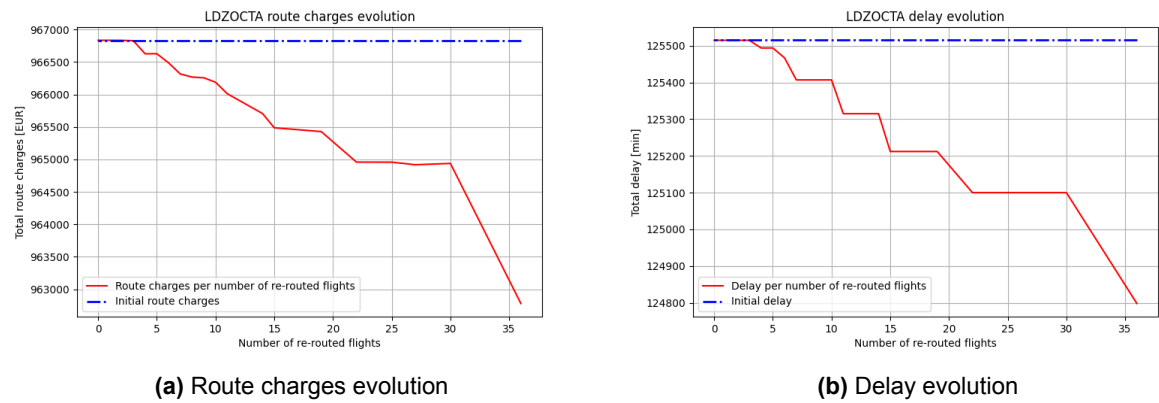 LDZOCTA route charges evolution
Total route charges [EUR]
967000
966500
966000
965500
965000
964500
964000
963500
963000
Route charges per number of re-routed flights
Initial route charges
0 5 10 15 20 25 30 35
Number of re-routed flights
(a) Route charges evolution
LDZOCTA delay evolution
Total delay [min]
125500
125400
125300
125200
125100
125000
124900
124800
Delay per number of re-routed flights
Initial delay
0 5 10 15 20 25 30 35
Number of re-routed flights
(b) Delay evolution